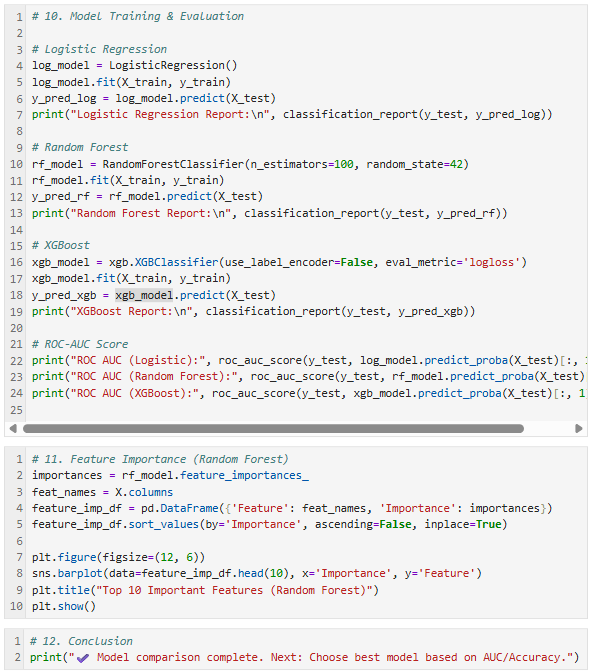 1 # 10. Model Training & Evaluation
2
3 # Logistic Regression
4 log_model = LogisticRegression()
5 log_model.fit(X_train, y_train)
6 y_pred_log = log_model.predict(X_test)
7 print("Logistic Regression Report:\n", classification_report(y_test, y_pred_log))
8
9 # Random Forest
10 rf_model = RandomForestClassifier(n_estimators=100, random_state=42)
11 rf_model.fit(X_train, y_train)
12 y_pred_rf = rf_model.predict(X_test)
13 print("Random Forest Report:\n", classification_report(y_test, y_pred_rf))
14
15 # XGBoost
16 xgb_model = xgb.XGBClassifier(use_label_encoder=False, eval_metric='logloss')
17 xgb_model.fit(X_train, y_train)
18 y_pred_xgb = xgb_model.predict(X_test)
19 print("XGBoost Report:\n", classification_report(y_test, y_pred_xgb))
20
21 # ROC-AUC Score
22 print("ROC AUC (Logistic):", roc_auc_score(y_test, log_model.predict_proba(X_test)[:,
23 print("ROC AUC (Random Forest):", roc_auc_score(y_test, rf_model.predict_proba(X_test)
24 print("ROC AUC (XGBoost):", roc_auc_score(y_test, xgb_model.predict_proba(X_test)[:, 1
25
1 # 11. Feature Importance (Random Forest)
2 importances = rf_model.feature_importances_
3 feat_names = X.columns
4 feature_imp_df = pd.DataFrame({'Feature': feat_names, 'Importance': importances})
5 feature_imp_df.sort_values(by='Importance', ascending=False, inplace=True)
6
7 plt.figure(figsize=(12, 6))
8 sns.barplot(data=feature_imp_df.head(10), x='Importance', y='Feature')
9 plt.title("Top 10 Important Features (Random Forest)")
10 plt.show()
1 # 12. Conclusion
2 print("✔ Model comparison complete. Next: Choose best model based on AUC/Accuracy.")